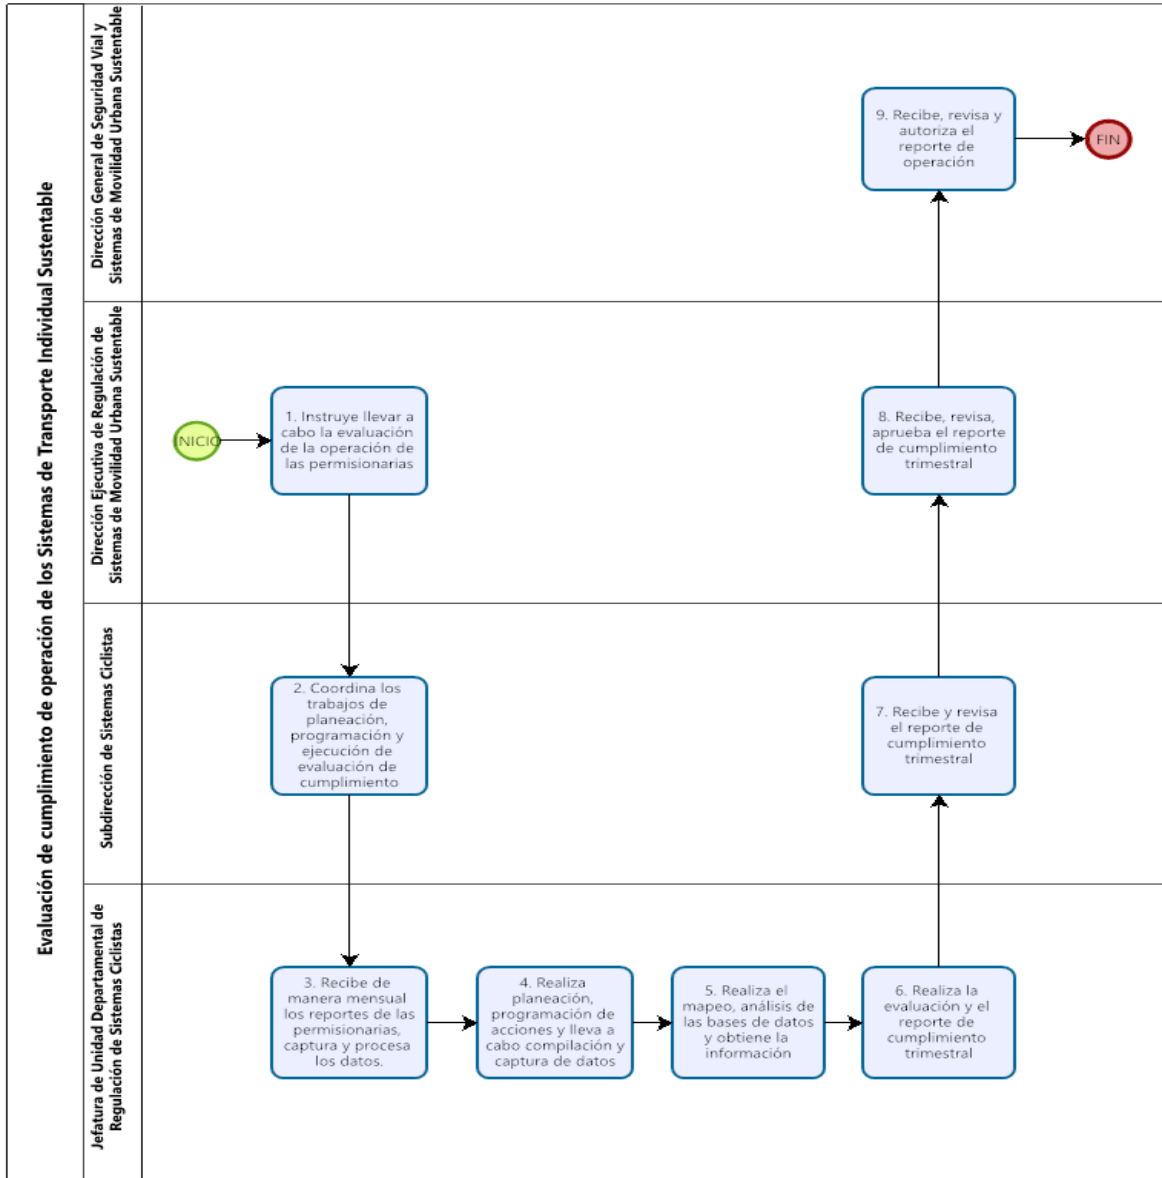 Evaluación de cumplimiento de operación de los Sistemas de Transporte Individual Sustentable
Dirección General de Seguridad Vial y
Sistemas de Movilidad Urbana Sustentable
9. Recibe, revisa y
autoriza el
reporte de
operación
FIN
Dirección Ejecutiva de Regulación de
Sistemas de Movilidad Urbana Sustentable
INICIO
1. Instruye llevar a
cabo la evaluación
de la operación de
las permisionarias
8. Recibe, revisa,
aprueba el reporte
de cumplimiento
trimestral
Subdirección de Sistemas Ciclistas
2. Coordina los
trabajos de
planeación,
programación y
ejecución de
evaluación de
cumplimiento
7. Recibe y revisa
el reporte de
cumplimiento
trimestral
Jefatura de Unidad Departamental de
Regulación de Sistemas Ciclistas
3. Recibe de
manera mensual
los reportes de las
permisionarias,
captura y procesa
los datos.
4. Realiza
planeación,
programación de
acciones y lleva a
cabo compilación y
captura de datos
5. Realiza el
mapeo, análisis de
las bases de datos
y obtiene la
información
6. Realiza la
evaluación y el
reporte de
cumplimiento
trimestral